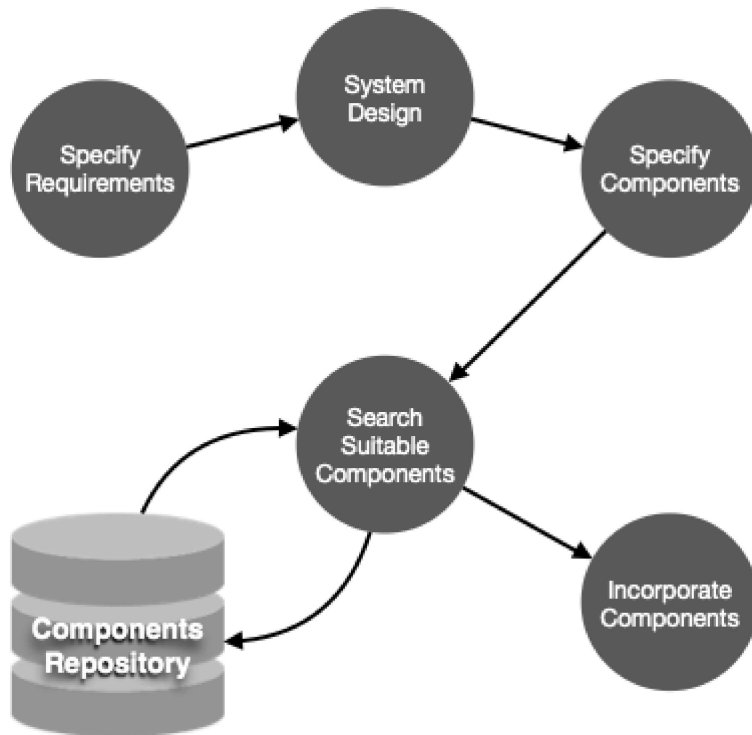 System
Design
Specify
Requirements
Specify
Components
Search
Suitable
Components
Components
Repository
Incorporate
Components